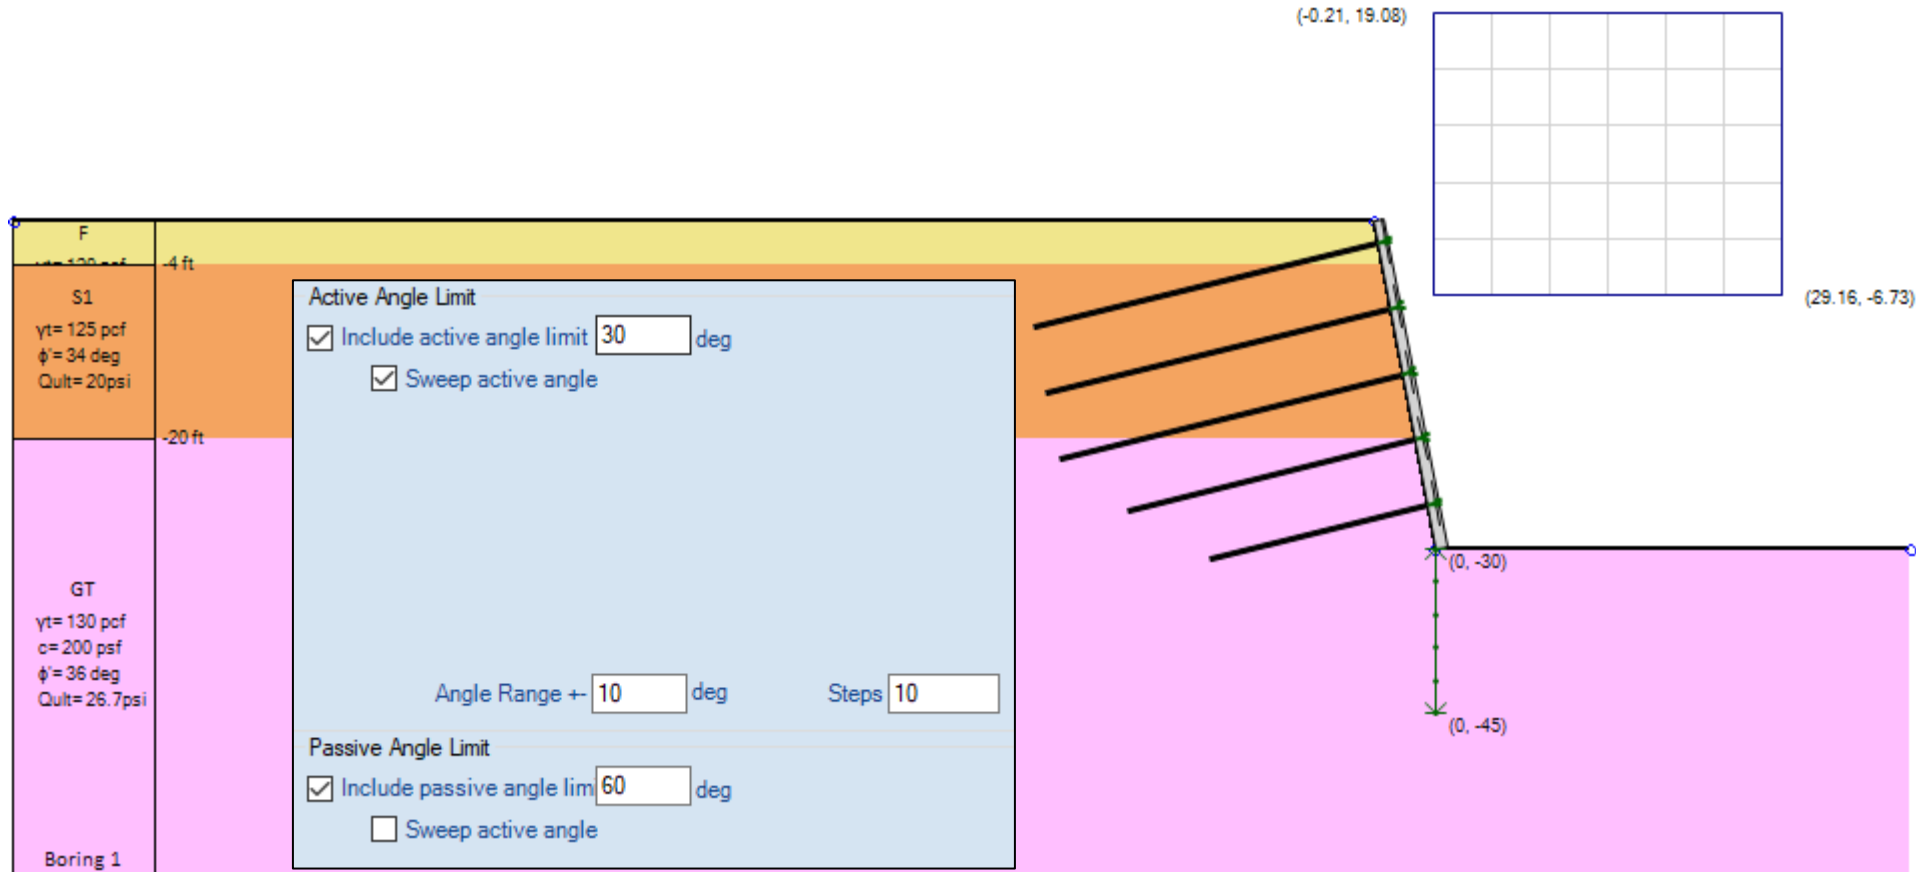 (-0.21, 19.08)
(29.16, -6.73)
F
-4 ft
S1
γt= 125 pcf
ϕ'= 34 deg
Qult= 20psi
-20 ft
GT
γt= 130 pcf
c= 200 psf
ϕ'= 36 deg
Qult= 26.7psi
Boring 1
Active Angle Limit
Include active angle limit 30 deg
Sweep active angle
Angle Range +- 10 deg Steps 10
Passive Angle Limit
Include passive angle lim 60 deg
Sweep active angle
(0, -30)
(0, -45)